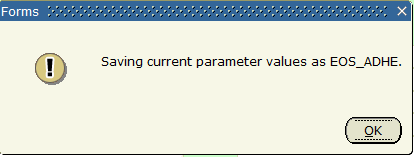 Forms
Saving current parameter values as EOS_ADHE.
OK